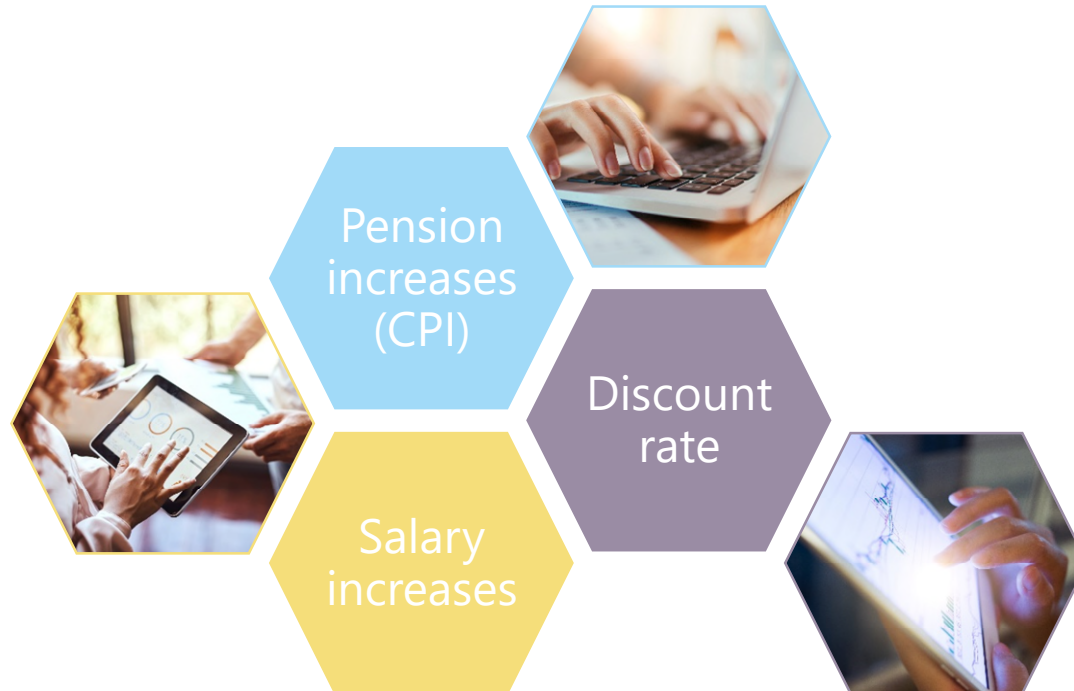 Pension
increases
(CPI)
Discount
rate
Salary
increases